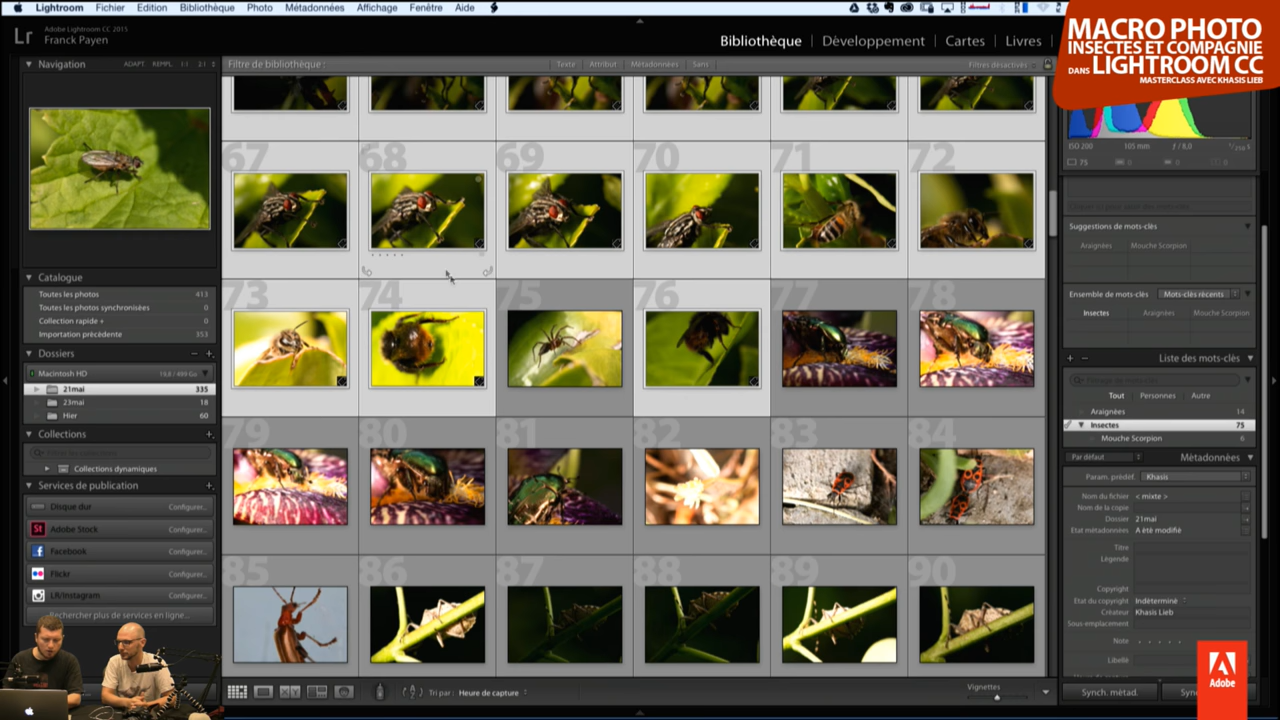 Lightroom Fichier Edition Bibliothèque Photo Métadonnées Affichage Fenêtre Aide
MACRO PHOTO
INSECTES ET COMPAGNIE
DANS LIGHTROOM CC
MASTERCLASS AVEC KHASIS LIEB
Lr
Adobe Lightroom CC 2015
Franck Payen
Bibliothèque Développement Cartes Livres
Navigation ADAPT. REMPL. 1:1 2:1
Filtre de bibliothèque : Texte Attribut Métadonnées Sans Filtres désactivés
ISO 200 105 mm f / 8,0
75
67 68 69 70 71 72
73 74 75 76 77 78
79 80 81 82 83 84
85 86 87 88 89 90
Catalogue
Toutes les photos 413
Toutes les photos synchronisées 0
Collection rapide + 0
Importation précédente 353
Dossiers
Macintosh HD
21mai 335
23mai 18
Hier 60
Collections
Collections dynamiques
Services de publication
Disque dur Configurer...
St Adobe Stock Configurer...
Facebook Configurer...
Flickr Configurer...
LR/Instagram Configurer...
Rechercher plus de services en ligne...
Suggestions de mots-clés
Araignées Mouche Scorpion
Ensemble de mots-clés Mots-clés récents
Insectes Araignées Mouche Scorpion
Liste des mots-clés
Tout Personnes Autre
Araignées 14
Insectes 75
Mouche Scorpion 6
Par défaut Métadonnées
Param. prédéf. Khasis
Nom du fichier < mixte >
Nom de la copie
Dossier 21mai
Etat métadonnées A été modifié
Titre
Légende
Copyright
Etat du copyright Indéterminé
Créateur Khasis Lieb
Sous-emplacement
Note
Libellé
Tri par : Heure de capture
Vignettes
Synch. métad.
Adobe